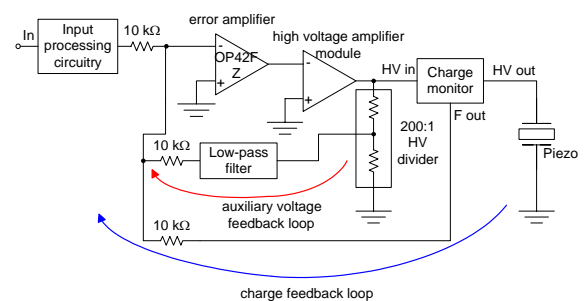 error amplifier
In
Input
processing
circuitry
10 kΩ
-
OP42F
Z
+
high voltage amplifier
module
-
+
HV in
Charge
monitor
HV out
F out
200:1
HV
divider
Piezo
10 kΩ
Low-pass
filter
auxiliary voltage
feedback loop
10 kΩ
charge feedback loop